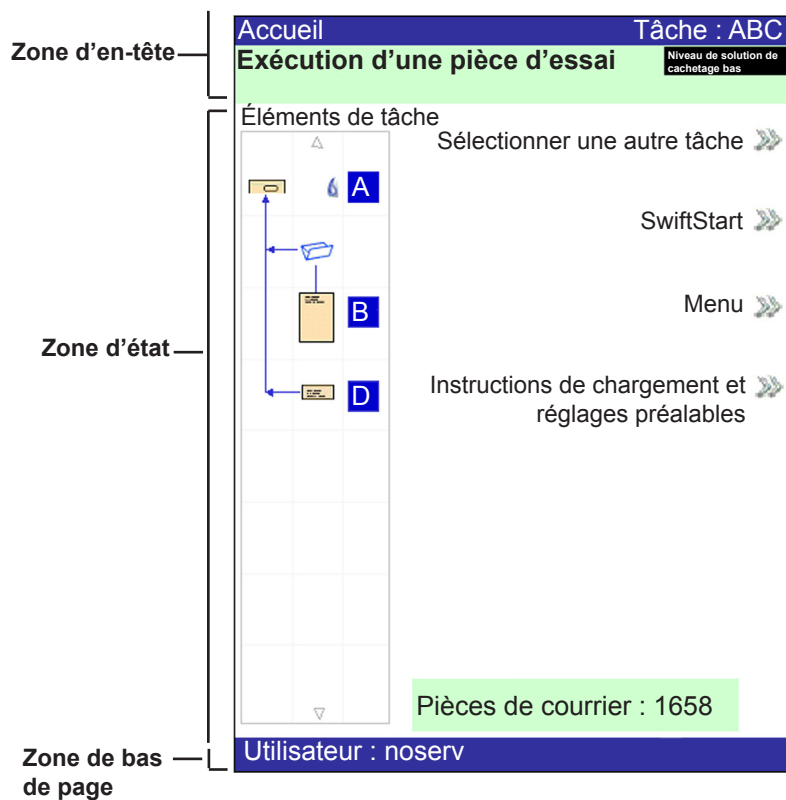 Accueil Tâche : ABC
Zone d'en-tête
Exécution d'une pièce d'essai
Niveau de solution de
cachetage bas
Éléments de tâche
Sélectionner une autre tâche
A
SwiftStart
B
Menu
Zone d'état
D
Instructions de chargement et
réglages préalables
Pièces de courrier : 1658
Utilisateur : noserv
Zone de bas
de page